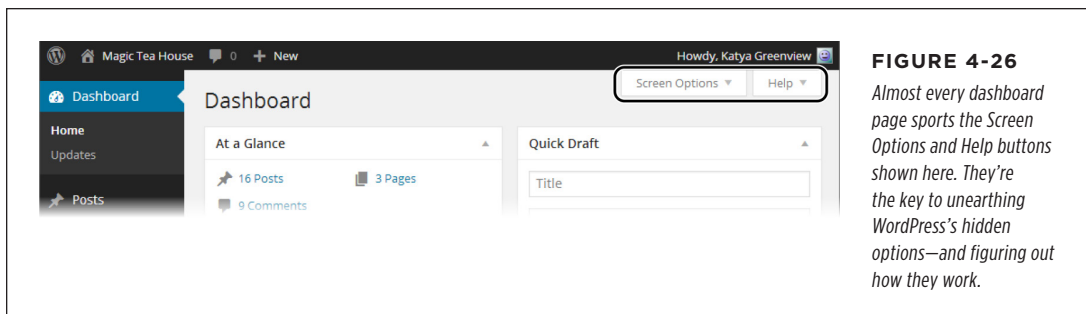 Magic Tea House 0 + New
Howdy, Katya Greenview
Screen Options Help
Dashboard
Home
Updates
Posts
Dashboard
At a Glance
16 Posts 3 Pages
9 Comments
Quick Draft
Title
FIGURE 4-26
Almost every dashboard
page sports the Screen
Options and Help buttons
shown here. They're
the key to unearthing
WordPress's hidden
options—and figuring out
how they work.